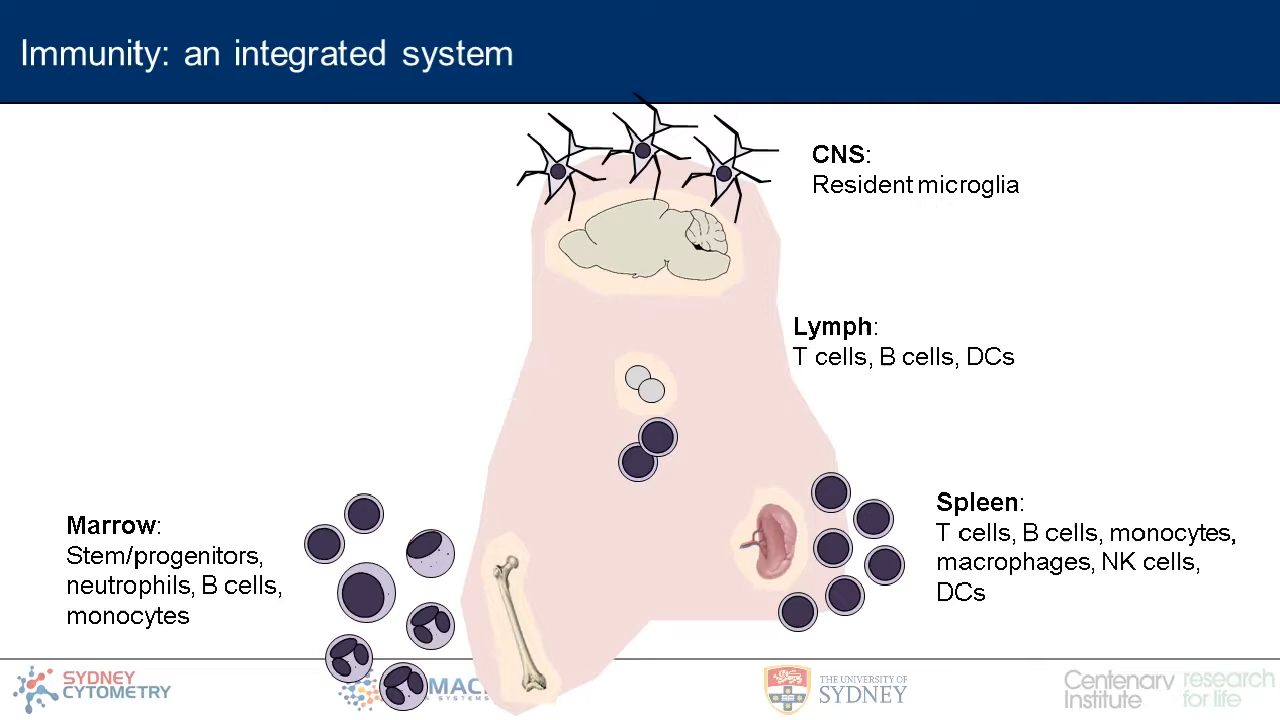 Immunity: an integrated system
CNS:
Resident microglia
Lymph:
T cells, B cells, DCs
Marrow:
Stem/progenitors,
neutrophils, B cells,
monocytes
Spleen:
T cells, B cells, monocytes,
macrophages, NK cells,
DCs
SYDNEY
CYTOMETRY
THE UNIVERSITY OF
SYDNEY
Centenary
Institute
research
for life